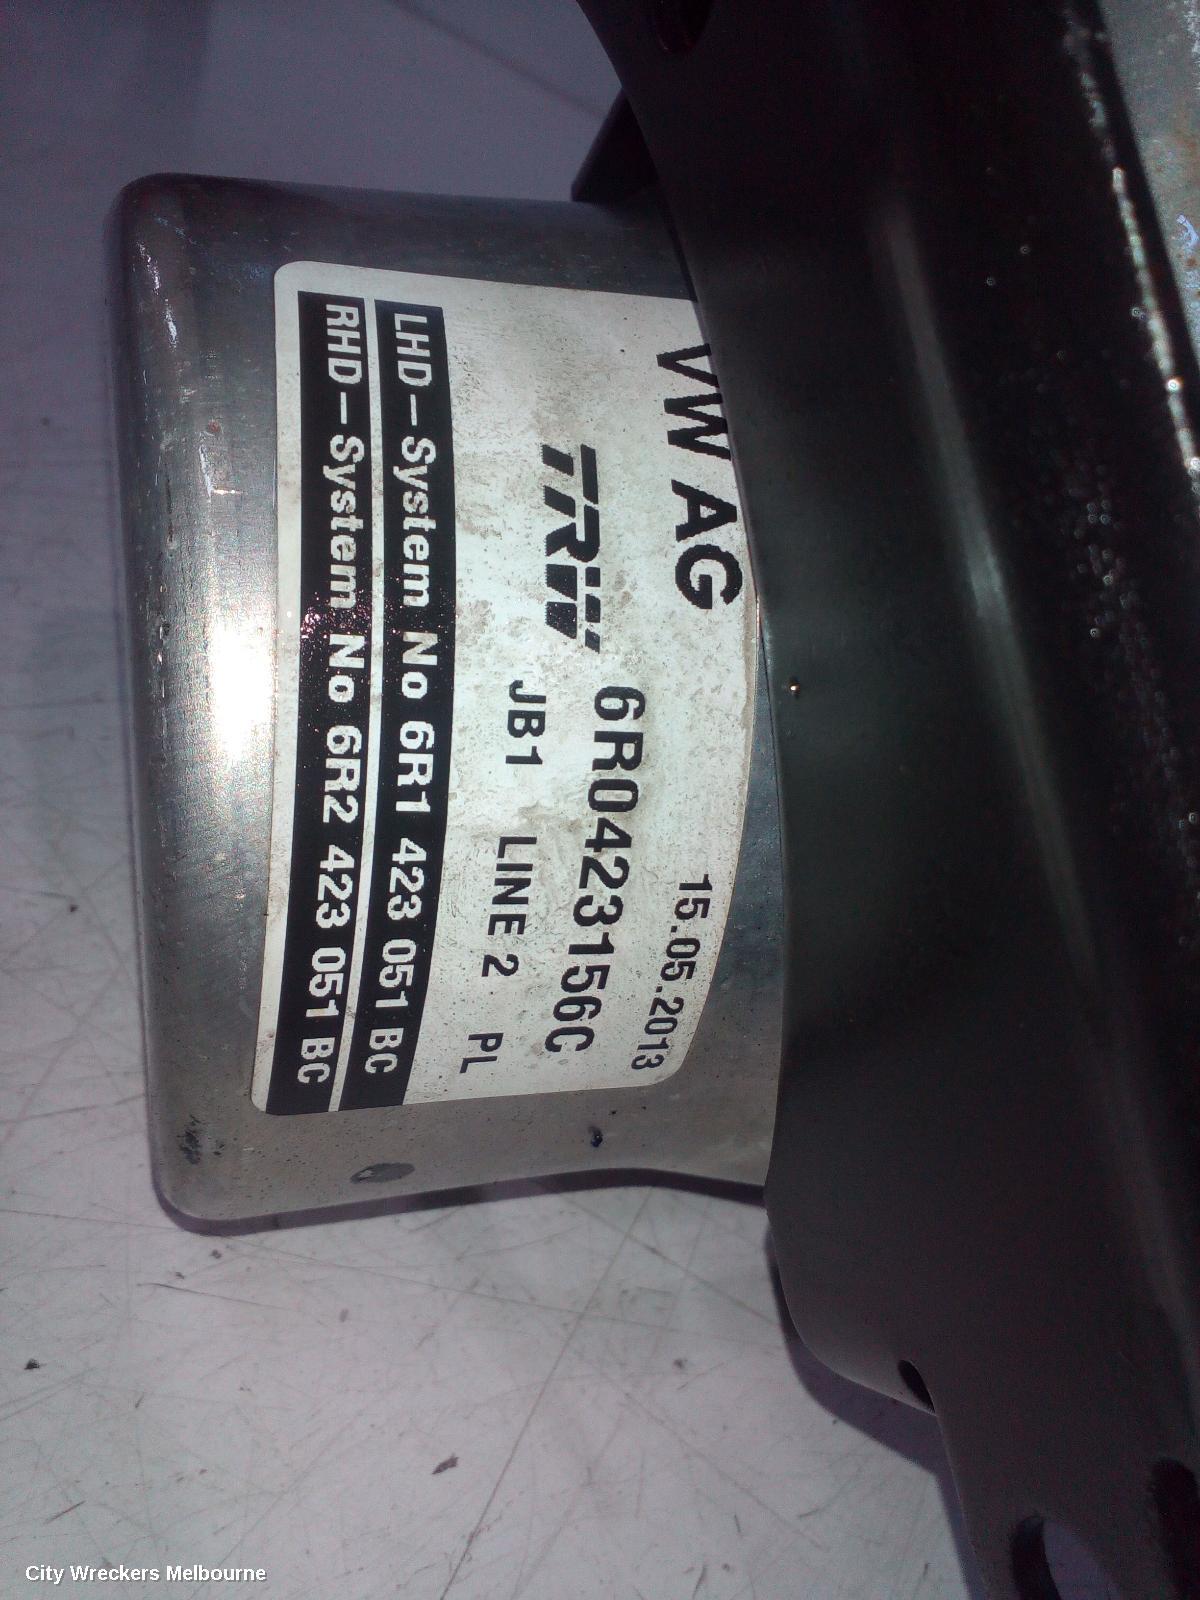 VW AG
15.05.2013
TRW 6R0423156C
JB1 LINE 2 PL
LHD-System No 6R1 423 051 BC
RHD-System No 6R2 423 051 BC
City Wreckers Melbourne